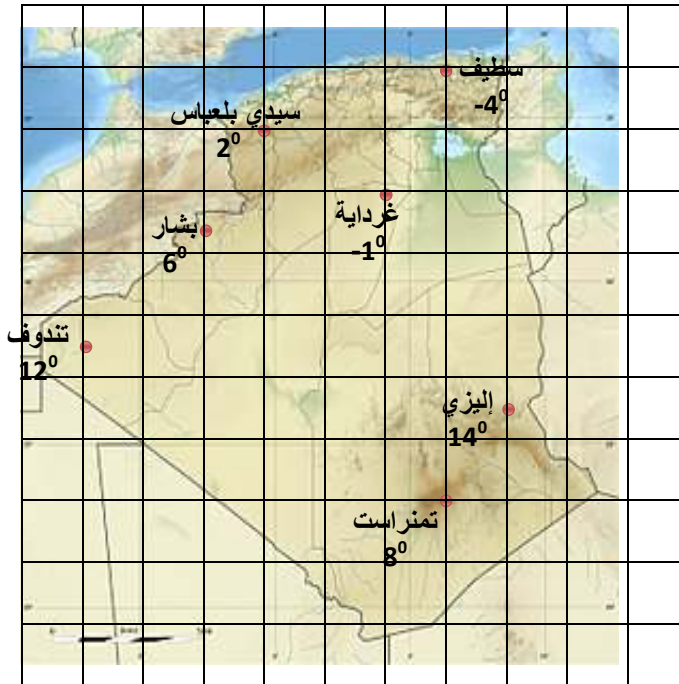 سطيف
-4⁰
سيدي بلعباس
2⁰
غرداية
-1⁰
بشار
6⁰
تندوف
12⁰
إليزي
14⁰
تمنراست
8⁰